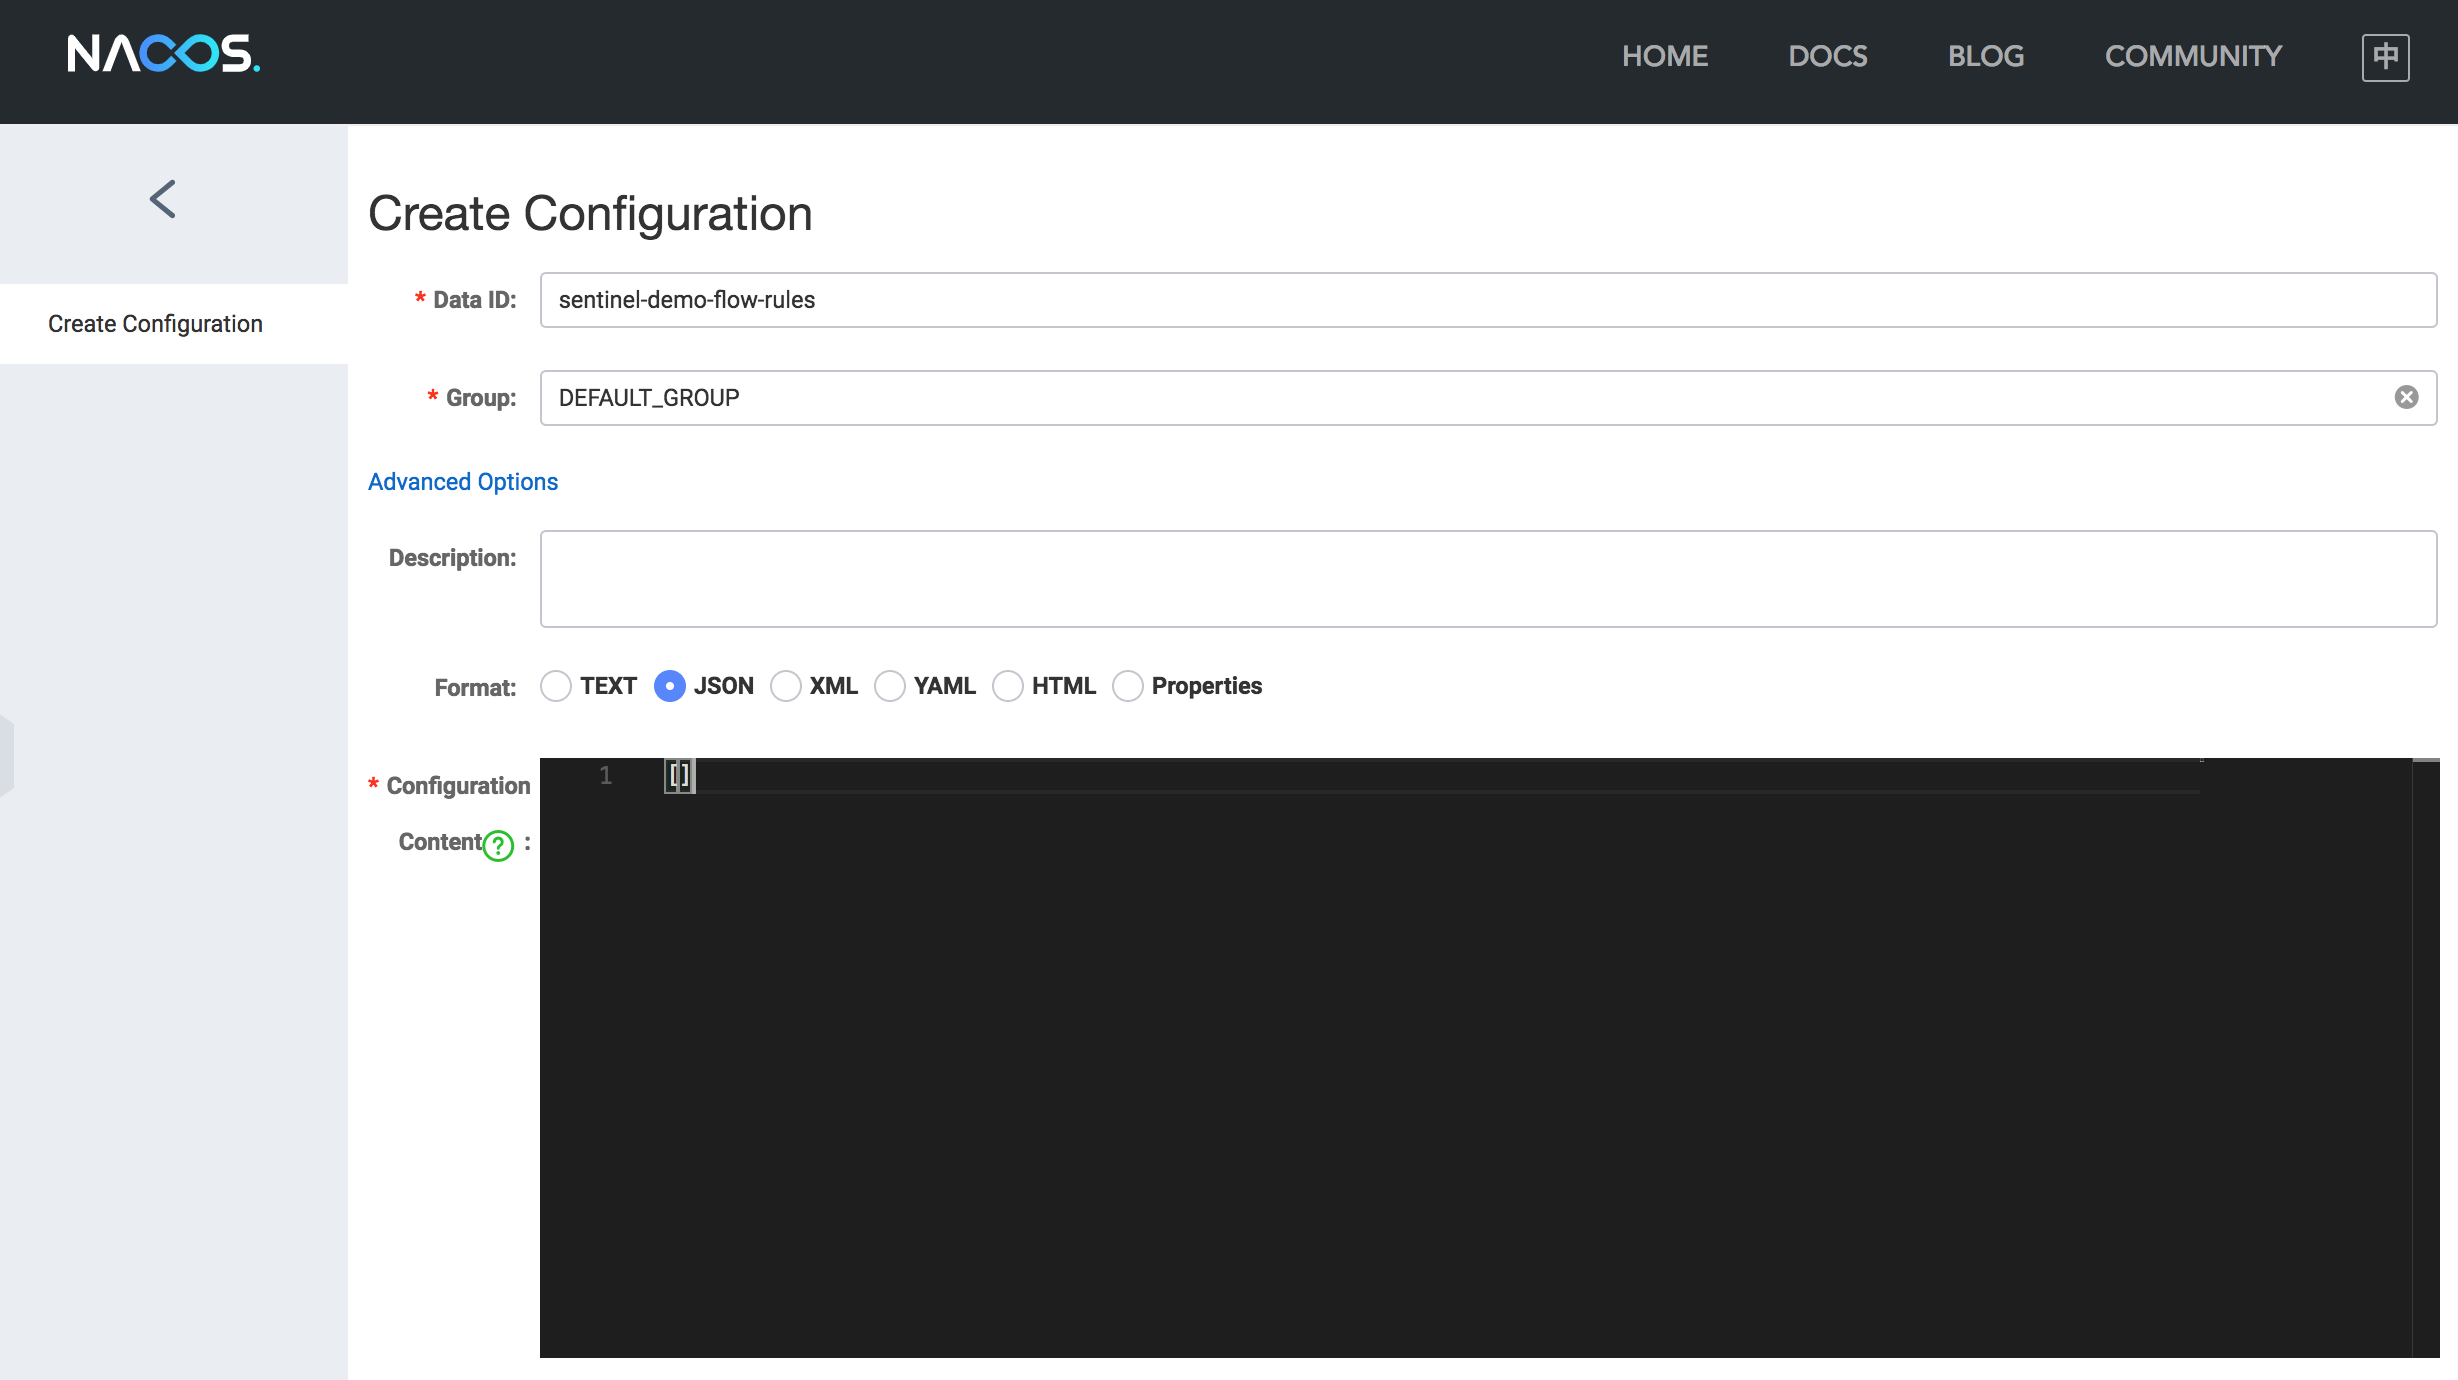 NACOS.
HOME DOCS BLOG COMMUNITY 中
Create Configuration
Create Configuration
* Data ID: sentinel-demo-flow-rules
* Group: DEFAULT_GROUP
Advanced Options
Description:
Format: TEXT JSON XML YAML HTML Properties
* Configuration
Content ? :
1 []